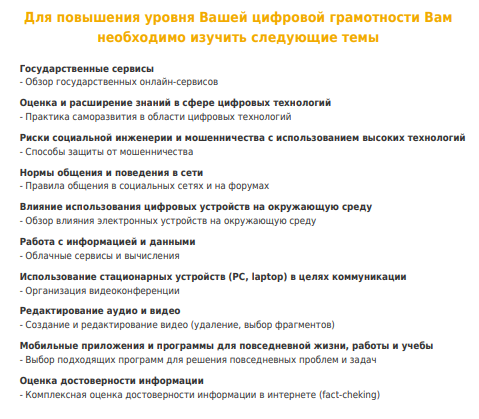 Для повышения уровня Вашей цифровой грамотности Вам
необходимо изучить следующие темы
Государственные сервисы
- Обзор государственных онлайн-сервисов
Оценка и расширение знаний в сфере цифровых технологий
- Практика саморазвития в области цифровых технологий
Риски социальной инженерии и мошенничества с использованием высоких технологий
- Способы защиты от мошенничества
Нормы общения и поведения в сети
- Правила общения в социальных сетях и на форумах
Влияние использования цифровых устройств на окружающую среду
- Обзор влияния электронных устройств на окружающую среду
Работа с информацией и данными
- Облачные сервисы и вычисления
Использование стационарных устройств (PC, laptop) в целях коммуникации
- Организация видеоконференции
Редактирование аудио и видео
- Создание и редактирование видео (удаление, выбор фрагментов)
Мобильные приложения и программы для повседневной жизни, работы и учебы
- Выбор подходящих программ для решения повседневных проблем и задач
Оценка достоверности информации
- Комплексная оценка достоверности информации в интернете (fact-cheking)